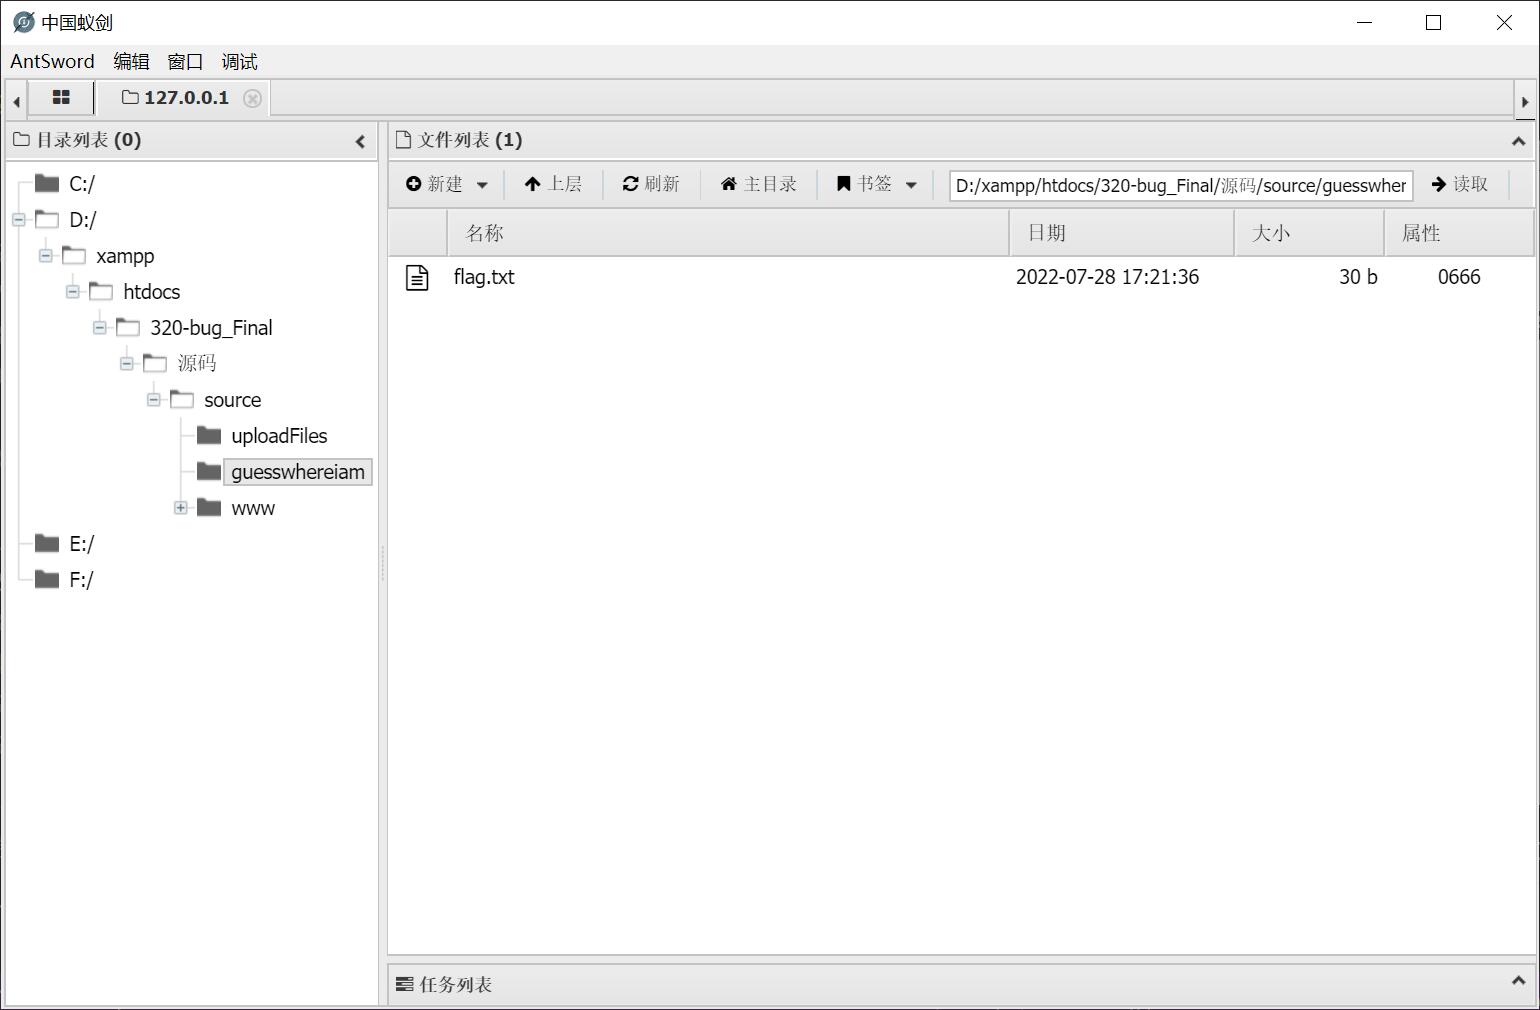 中国蚁剑
AntSword 编辑 窗口 调试
127.0.0.1
目录列表 (0)
C:/
D:/
xampp
htdocs
320-bug_Final
源码
source
uploadFiles
guesswhereiam
www
E:/
F:/
文件列表 (1)
新建 上层 刷新 主目录 书签 D:/xampp/htdocs/320-bug_Final/源码/source/guesswher 读取
名称 日期 大小 属性
flag.txt 2022-07-28 17:21:36 30 b 0666
任务列表